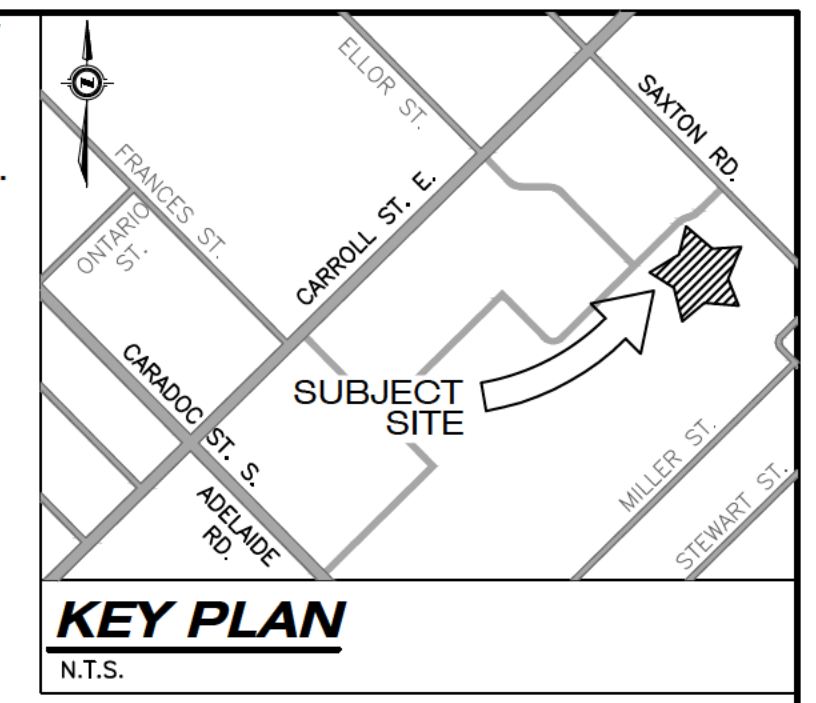 ELLOR ST.
SAXTON RD.
FRANCES ST.
ONTARIO
ST.
CARROLL ST. E.
CARADOC ST. S.
SUBJECT
SITE
ADELAIDE
RD.
MILLER ST.
STEWART ST.
KEY PLAN
N.T.S.